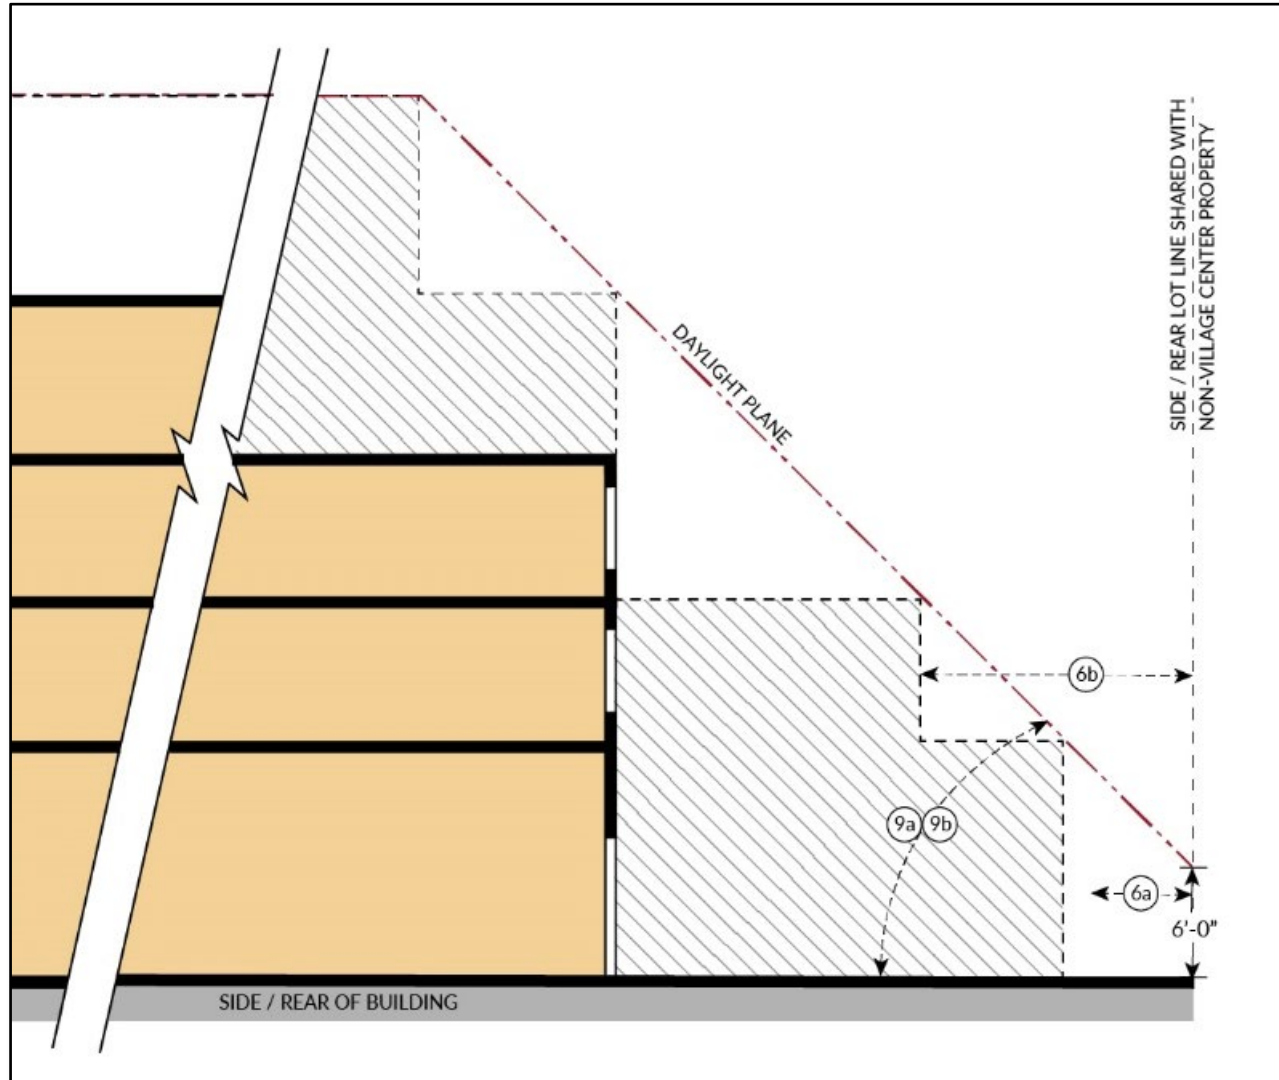 SIDE / REAR LOT LINE SHARED WITH
NON-VILLAGE CENTER PROPERTY
DAYLIGHT PLANE
6b
9a 9b
6a
6'-0"
SIDE / REAR OF BUILDING